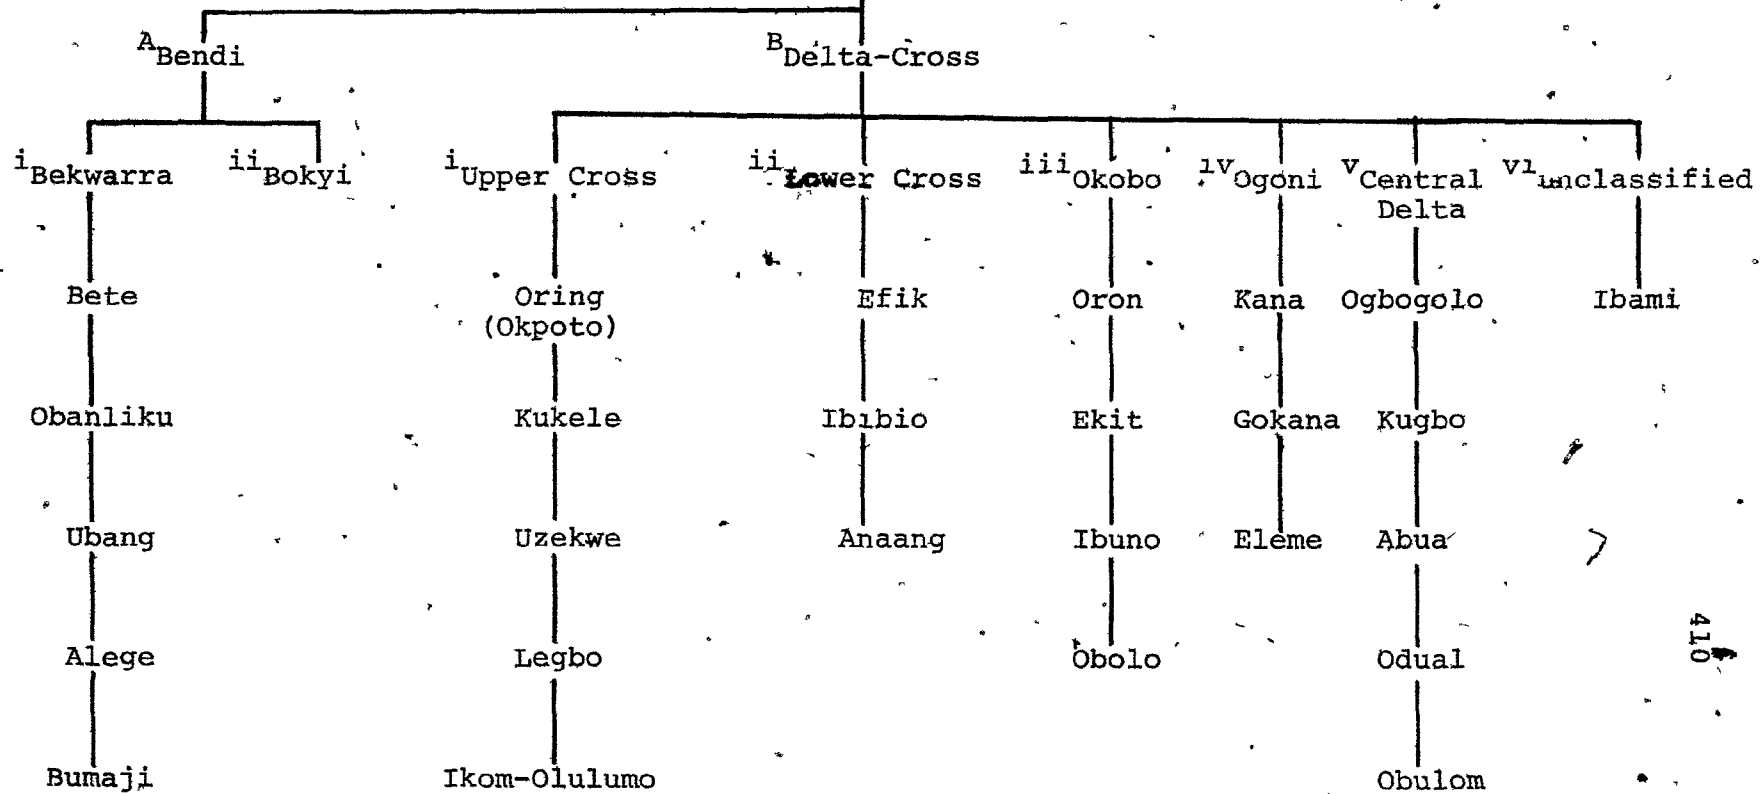 A Bendi B Delta-Cross
i Bekwarra ii Bokyi i Upper Cross ii Lower Cross iii Okobo iv Ogoni v Central vi unclassified
Delta
Bete Oring Efik Oron Kana Ogbogolo Ibami
(Okpoto)
Obanliku Kukele Ibibio Ekit Gokana Kugbo
Ubang Uzekwe Anaang Ibuno Eleme Abua
Alege Legbo Obolo Odual
Bumaji Ikom-Olulumo Obulom
410